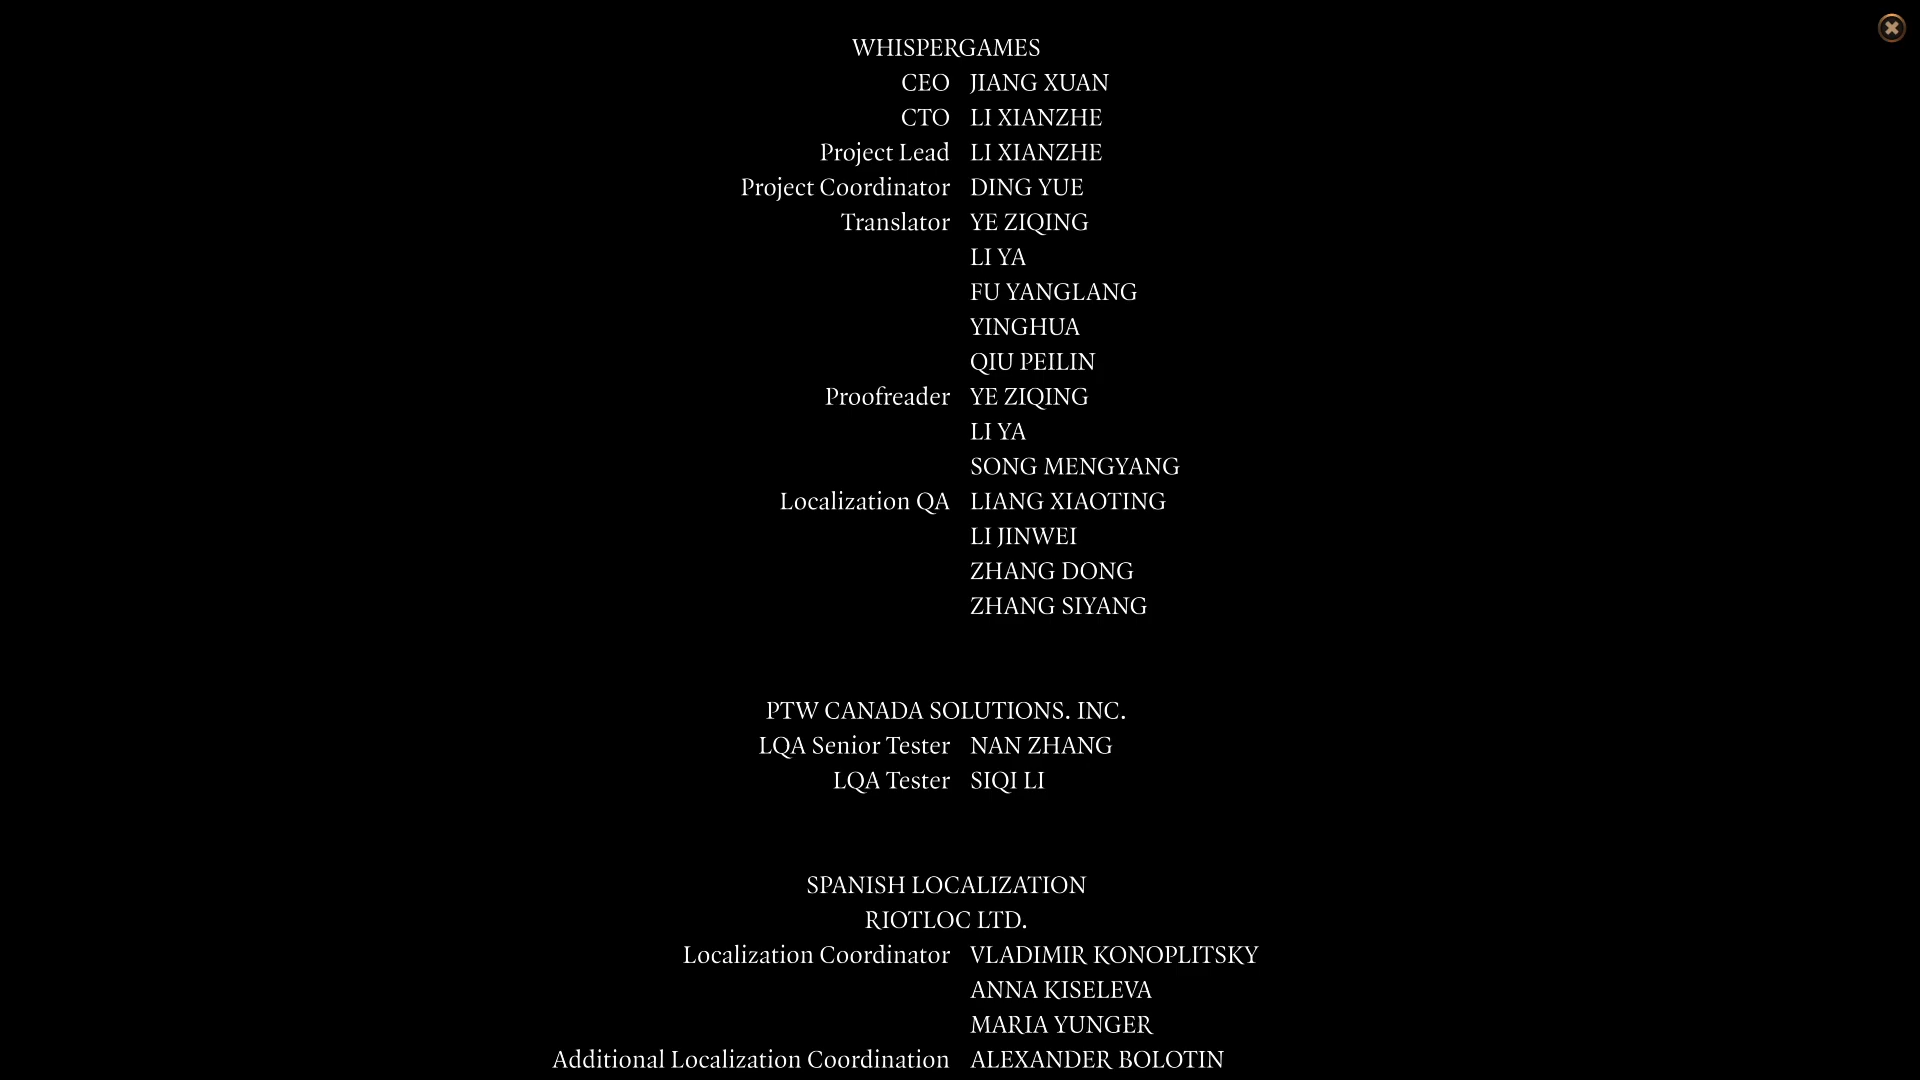 WHISPERGAMES
CEO JIANG XUAN
CTO LI XIANZHE
Project Lead LI XIANZHE
Project Coordinator DING YUE
Translator YE ZIQING
LI YA
FU YANGLANG
YINGHUA
QIU PEILIN
Proofreader YE ZIQING
LI YA
SONG MENGYANG
Localization QA LIANG XIAOTING
LI JINWEI
ZHANG DONG
ZHANG SIYANG
PTW CANADA SOLUTIONS. INC.
LQA Senior Tester NAN ZHANG
LQA Tester SIQI LI
SPANISH LOCALIZATION
RIOTLOC LTD.
Localization Coordinator VLADIMIR KONOPLITSKY
ANNA KISELEVA
MARIA YUNGER
Additional Localization Coordination ALEXANDER BOLOTIN